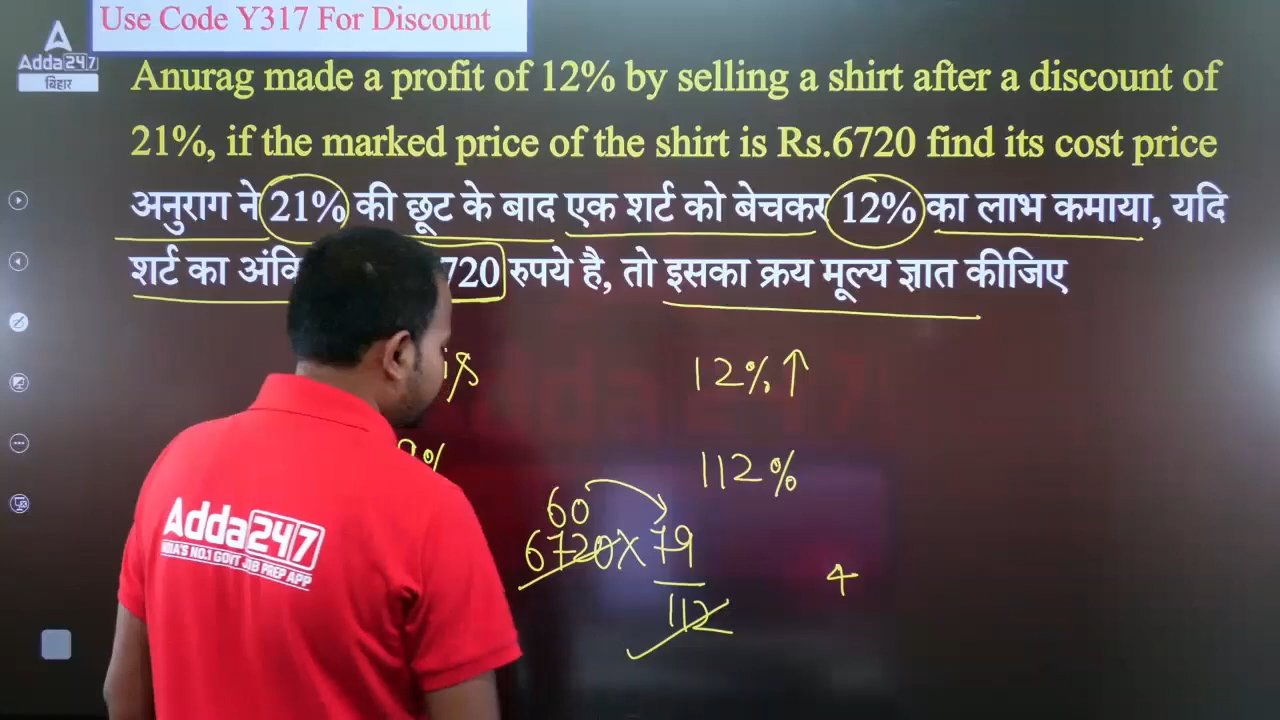 Use Code Y317 For Discount
Adda247
बिहार
Anurag made a profit of 12% by selling a shirt after a discount of
21%, if the marked price of the shirt is Rs.6720 find its cost price
अनुराग ने 21% की छूट के बाद एक शर्ट को बेचकर 12% का लाभ कमाया, यदि
शर्ट का 720 रुपये है, तो इसका क्रय मूल्य ज्ञात कीजिए
12%↑
9%
112%
60
6720 X 79
112
4
Adda247
INDIA'S NO.1 GOVT JOB PREP APP
Adda247